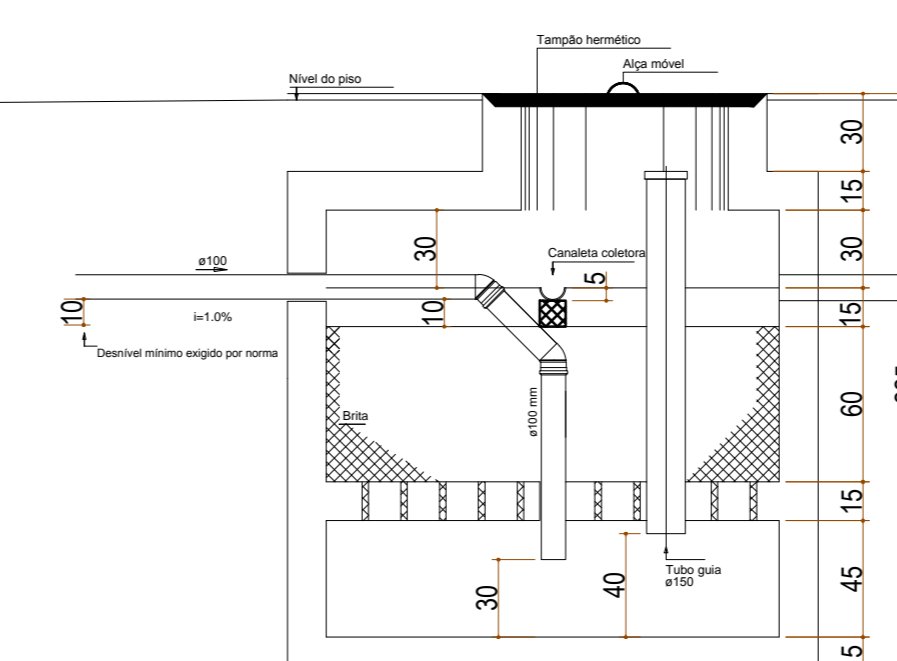 Tampão hermético
Alça móvel
Nível do piso
30
15
30
ø100
Canaleta coletora
30
5
10
10
i=1.0%
15
Desnível mínimo exigido por norma
60
ø100 mm
Brita
15
Tubo guia
ø150
30
40
45